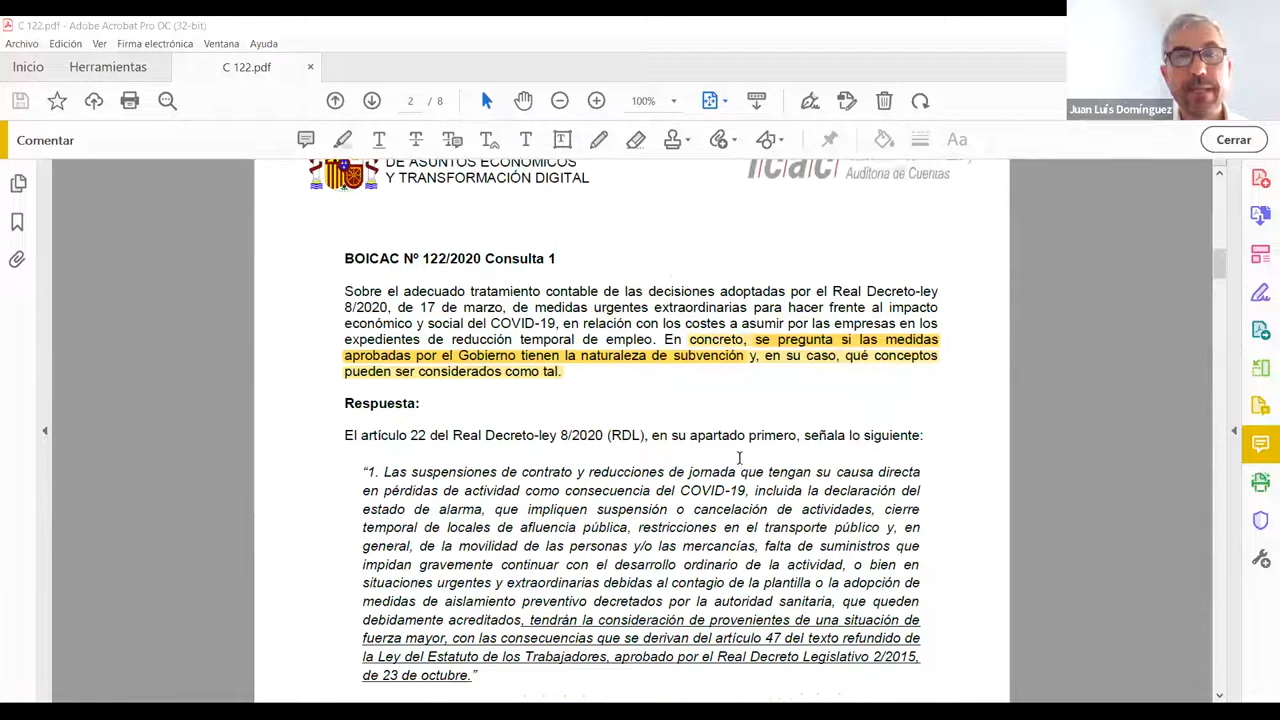 C 122.pdf - Adobe Acrobat Pro DC (32-bit)
Archivo Edición Ver Firma electrónica Ventana Ayuda
Inicio Herramientas C 122.pdf ×
2 / 8 100%
Juan Luís Domínguez
Comentar Aa Cerrar
DE ASUNTOS ECONÓMICOS
Y TRANSFORMACIÓN DIGITAL
icac
Auditoría de Cuentas
BOICAC Nº 122/2020 Consulta 1
Sobre el adecuado tratamiento contable de las decisiones adoptadas por el Real Decreto-ley
8/2020, de 17 de marzo, de medidas urgentes extraordinarias para hacer frente al impacto
económico y social del COVID-19, en relación con los costes a asumir por las empresas en los
expedientes de reducción temporal de empleo. En concreto, se pregunta si las medidas
aprobadas por el Gobierno tienen la naturaleza de subvención y, en su caso, qué conceptos
pueden ser considerados como tal.
Respuesta:
El artículo 22 del Real Decreto-ley 8/2020 (RDL), en su apartado primero, señala lo siguiente:
“1. Las suspensiones de contrato y reducciones de jornada que tengan su causa directa
en pérdidas de actividad como consecuencia del COVID-19, incluida la declaración del
estado de alarma, que impliquen suspensión o cancelación de actividades, cierre
temporal de locales de afluencia pública, restricciones en el transporte público y, en
general, de la movilidad de las personas y/o las mercancías, falta de suministros que
impidan gravemente continuar con el desarrollo ordinario de la actividad, o bien en
situaciones urgentes y extraordinarias debidas al contagio de la plantilla o la adopción de
medidas de aislamiento preventivo decretados por la autoridad sanitaria, que queden
debidamente acreditados, tendrán la consideración de provenientes de una situación de
fuerza mayor, con las consecuencias que se derivan del artículo 47 del texto refundido de
la Ley del Estatuto de los Trabajadores, aprobado por el Real Decreto Legislativo 2/2015,
de 23 de octubre.”